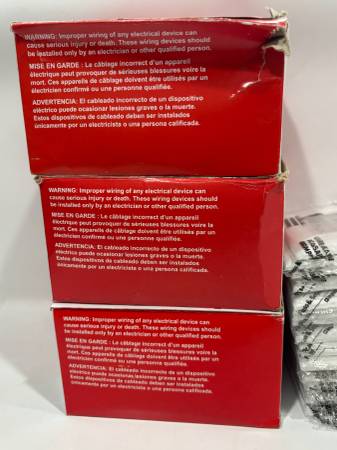 WARNING: Improper wiring of any electrical device can
cause serious injury or death. These wiring devices should
be installed only by an electrician or other qualified person.
MISE EN GARDE : Le câblage incorrect d'un appareil
électrique peut provoquer de sérieuses blessures voire la
mort. Ces appareils de câblage doivent être utilisés par un
électricien confirmé ou une personne qualifiée.
ADVERTENCIA: El cableado incorrecto de un dispositivo
eléctrico puede ocasionar lesiones graves o la muerte.
Estos dispositivos de cableado deben ser instalados
únicamente por un electricista o una persona calificada.
WARNING: Improper wiring of any electrical device can
cause serious injury or death. These wiring devices should
be installed only by an electrician or other qualified person.
MISE EN GARDE : Le câblage incorrect d'un appareil
électrique peut provoquer de sérieuses blessures voire la
mort. Ces appareils de câblage doivent être utilisés par un
électricien confirmé ou une personne qualifiée.
ADVERTENCIA: El cableado incorrecto de un dispositivo
eléctrico puede ocasionar lesiones graves o la muerte.
Estos dispositivos de cableado deben ser instalados
únicamente por un electricista o una persona calificada.
WARNING: Improper wiring of any electrical device can
cause serious injury or death. These wiring devices should
be installed only by an electrician or other qualified person.
MISE EN GARDE : Le câblage incorrect d'un appareil
électrique peut provoquer de sérieuses blessures voire la
mort. Ces appareils de câblage doivent être utilisés par un
électricien confirmé ou une personne qualifiée.
ADVERTENCIA: El cableado incorrecto de un dispositivo
eléctrico puede ocasionar lesiones graves o la muerte.
Estos dispositivos de cableado deben ser instalados
únicamente por un electricista o una persona calificada.